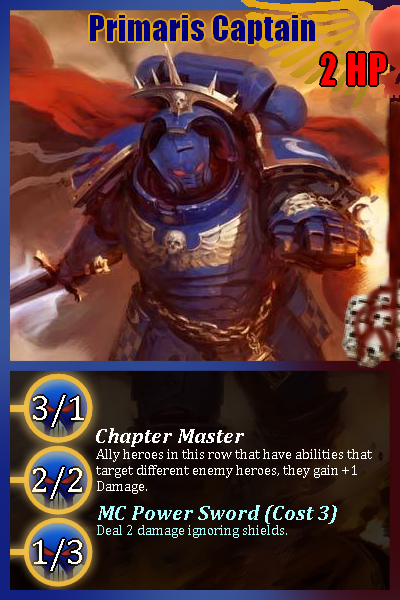 Primaris Captain
2 HP
3/1
Chapter Master
Ally heroes in this row that have abilities that
target different enemy heroes, they gain +1
Damage.
2/2
MC Power Sword (Cost 3)
Deal 2 damage ignoring shields.
1/3